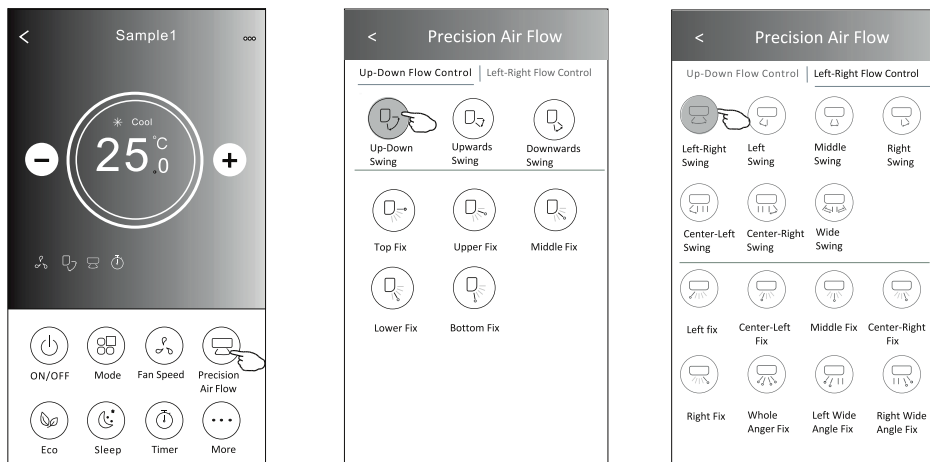 < Sample1 ooo
Cool
25.0°C
− +
ON/OFF Mode Fan Speed Precision
Air Flow
Eco Sleep Timer More
< Precision Air Flow
Up-Down Flow Control | Left-Right Flow Control
Up-Down
Swing
Upwards
Swing
Downwards
Swing
Top Fix Upper Fix Middle Fix
Lower Fix Bottom Fix
< Precision Air Flow
Up-Down Flow Control | Left-Right Flow Control
Left-Right
Swing
Left
Swing
Middle
Swing
Right
Swing
Center-Left
Swing
Center-Right
Swing
Wide
Swing
Left fix
Center-Left
Fix
Middle Fix
Center-Right
Fix
Right Fix
Whole
Anger Fix
Left Wide
Angle Fix
Right Wide
Angle Fix